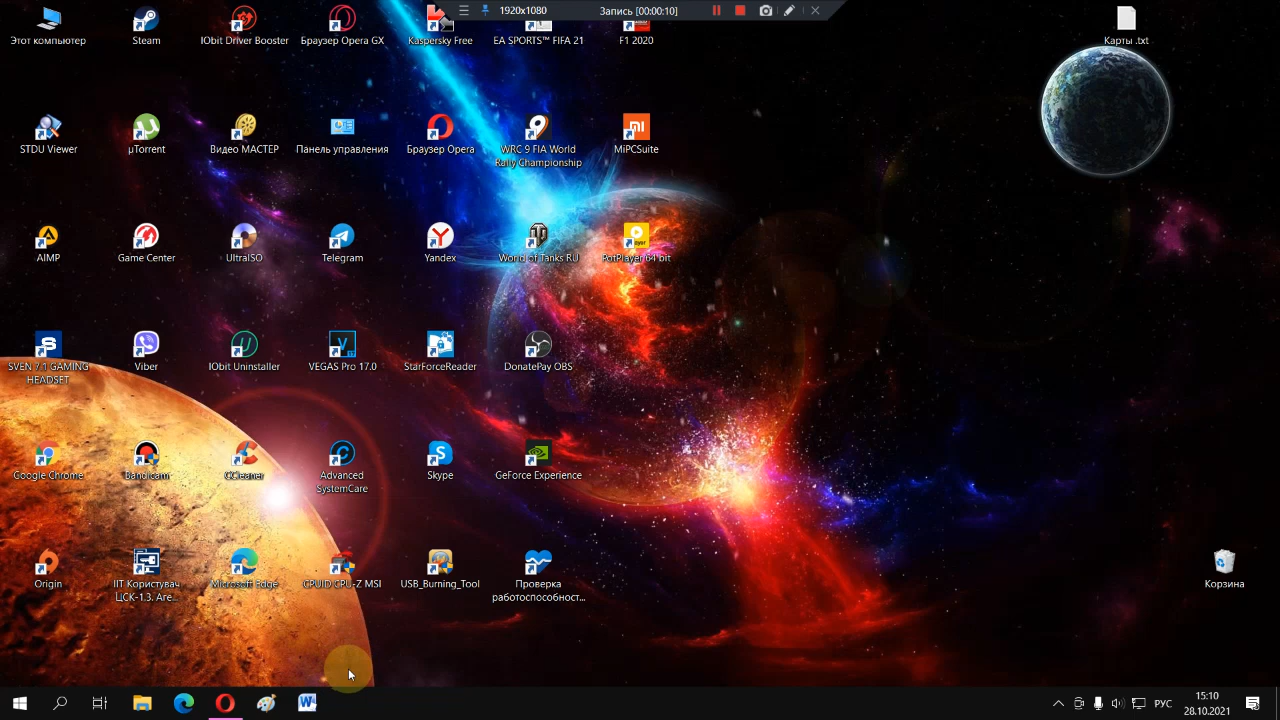 1920x1080
Запись [00:00:10]
Этот компьютер
Steam
IObit Driver Booster
Браузер Opera GX
Kaspersky Free
EA SPORTS™ FIFA 21
F1 2020
Карты .txt
STDU Viewer
µTorrent
Видео МАСТЕР
Панель управления
Браузер Opera
WRC 9 FIA World
Rally Championship
MiPCSuite
AIMP
Game Center
UltraISO
Telegram
Yandex
World of Tanks RU
PotPlayer 64 bit
SVEN 7.1 GAMING
HEADSET
Viber
IObit Uninstaller
VEGAS Pro 17.0
StarForceReader
DonatePay OBS
Google Chrome
Bandicam
CCleaner
Advanced
SystemCare
Skype
GeForce Experience
Origin
ІІТ Користувач
ЦСК-1.3. Аге...
Microsoft Edge
CPUID CPU-Z MSI
USB_Burning_Tool
Проверка
работоспособност...
Корзина
РУС
15:10
28.10.2021